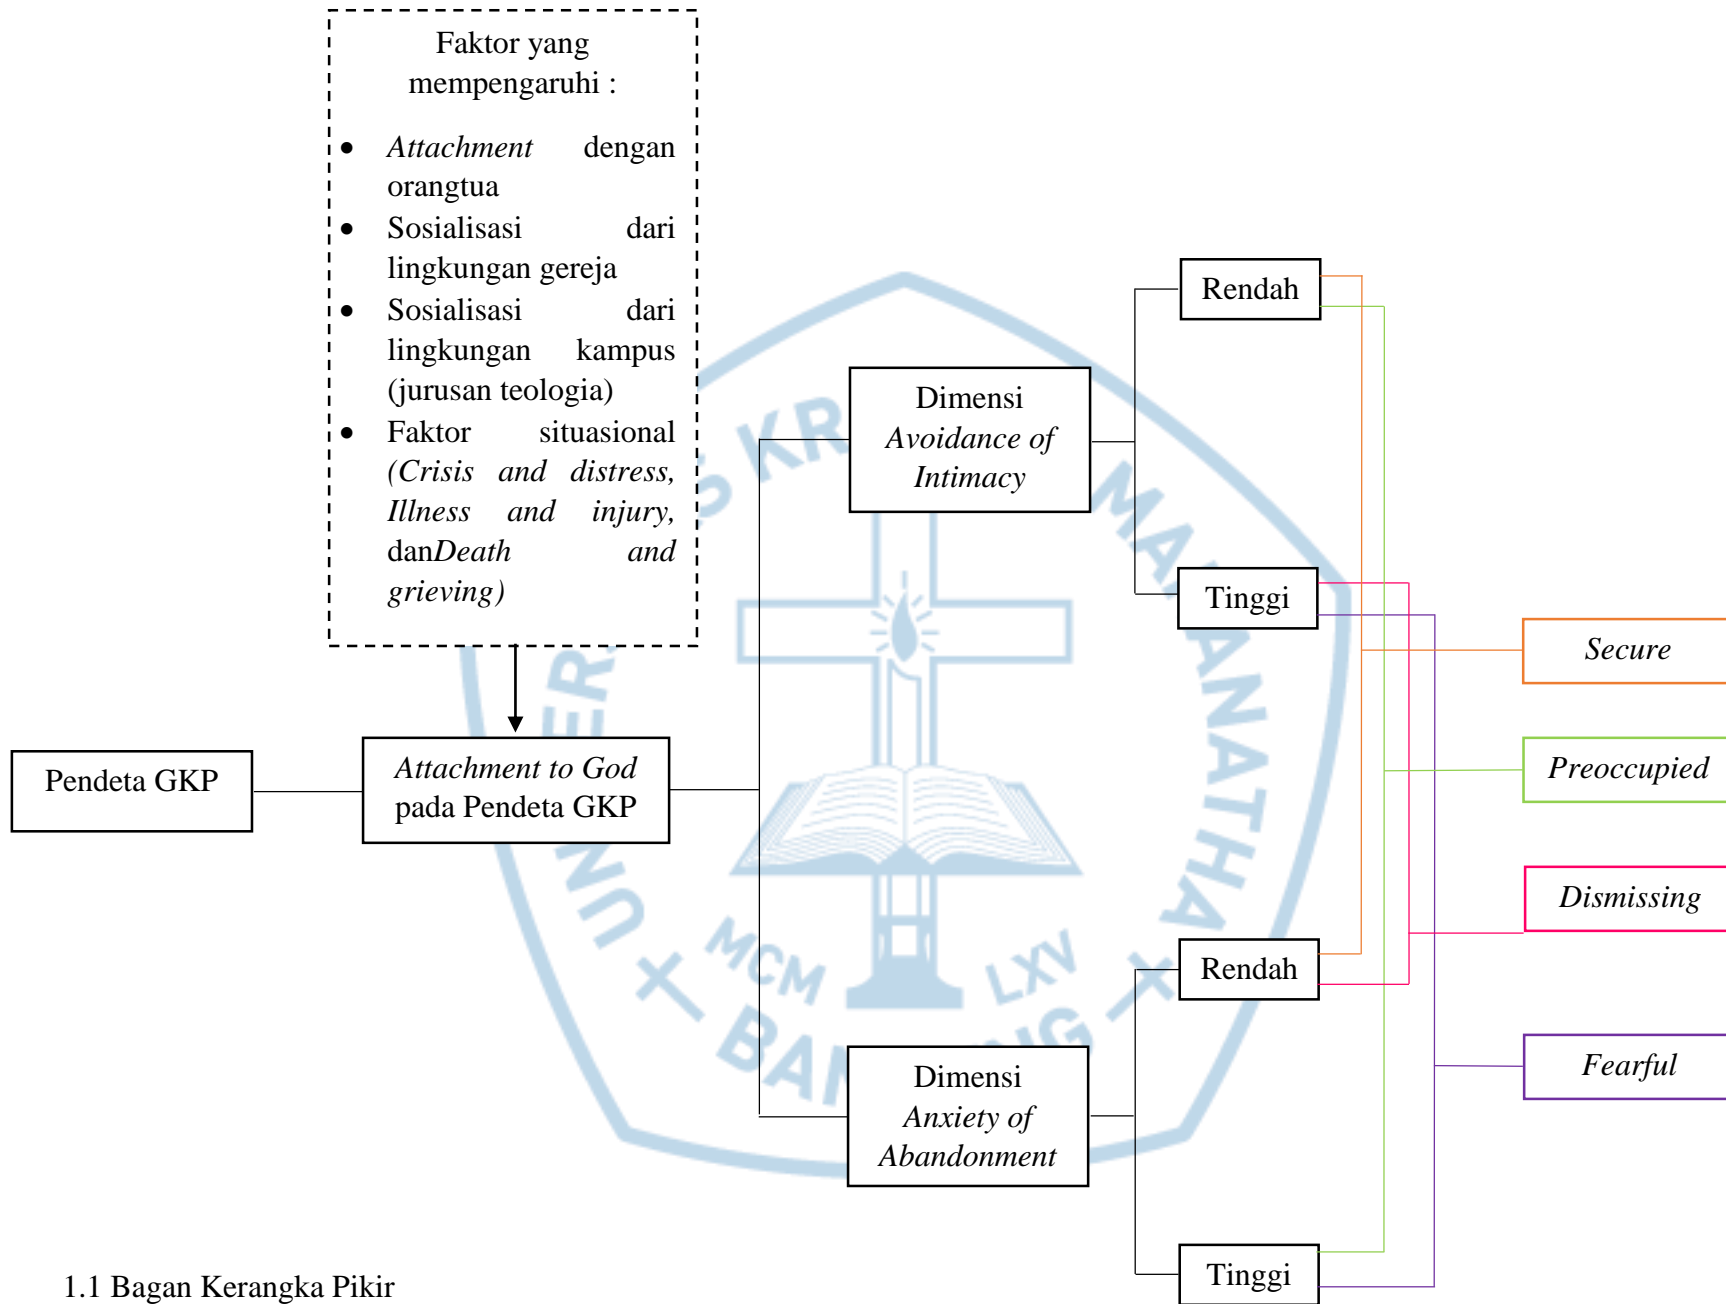 Faktor yang
mempengaruhi :
• Attachment dengan
orangtua
• Sosialisasi dari
lingkungan gereja
• Sosialisasi dari
lingkungan kampus
(jurusan teologia)
• Faktor situasional
(Crisis and distress,
Illness and injury,
danDeath and
grieving)
Pendeta GKP
Attachment to God
pada Pendeta GKP
Dimensi
Avoidance of
Intimacy
Rendah
Tinggi
Dimensi
Anxiety of
Abandonment
Rendah
Tinggi
Secure
Preoccupied
Dismissing
Fearful
MCM LXV
1.1 Bagan Kerangka Pikir